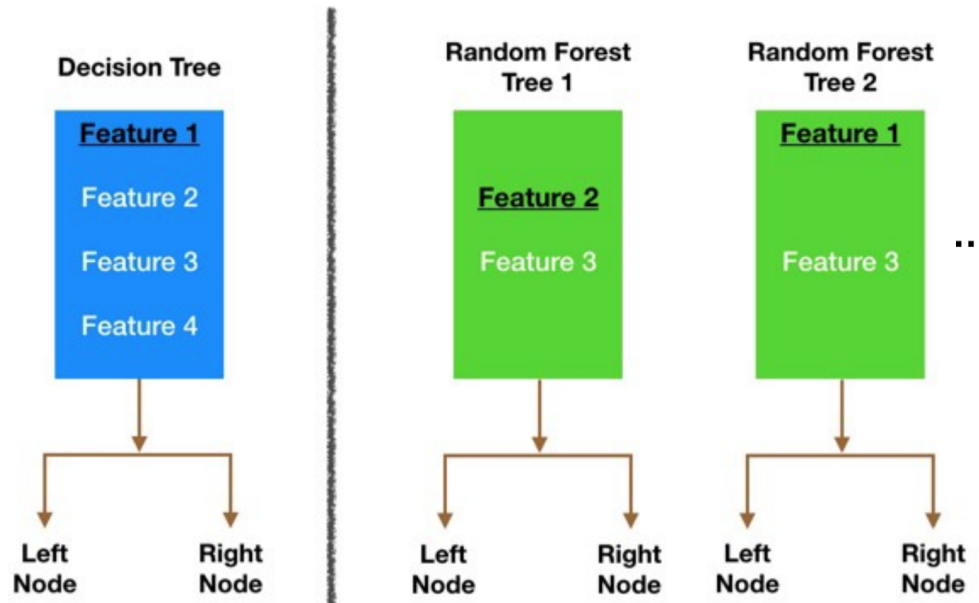 Decision Tree
Feature 1
Feature 2
Feature 3
Feature 4
Left
Node
Right
Node
Random Forest
Tree 1
Feature 2
Feature 3
Left
Node
Right
Node
Random Forest
Tree 2
Feature 1
Feature 3
Left
Node
Right
Node
..